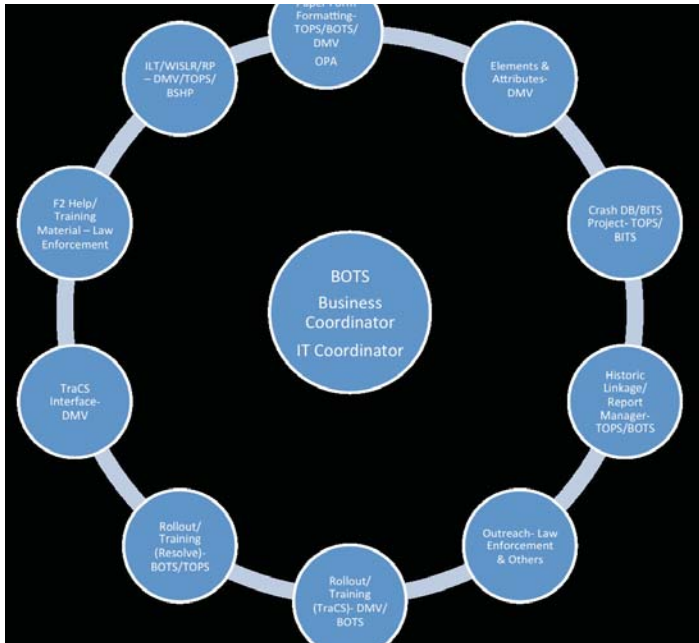 Paper Form
Formatting-
TOPS/BOTS/
DMV
OPA
Elements &
Attributes-
DMV
Crash DB/BITS
Project- TOPS/
BITS
Historic
Linkage/
Report
Manager-
TOPS/BOTS
Outreach- Law
Enforcement
& Others
Rollout/
Training
(TraCS)- DMV/
BOTS
Rollout/
Training
(Resolve)-
BOTS/TOPS
TraCS
Interface-
DMV
F2 Help/
Training
Material – Law
Enforcement
ILT/WISLR/RP
– DMV/TOPS/
BSHP
BOTS
Business
Coordinator
IT Coordinator